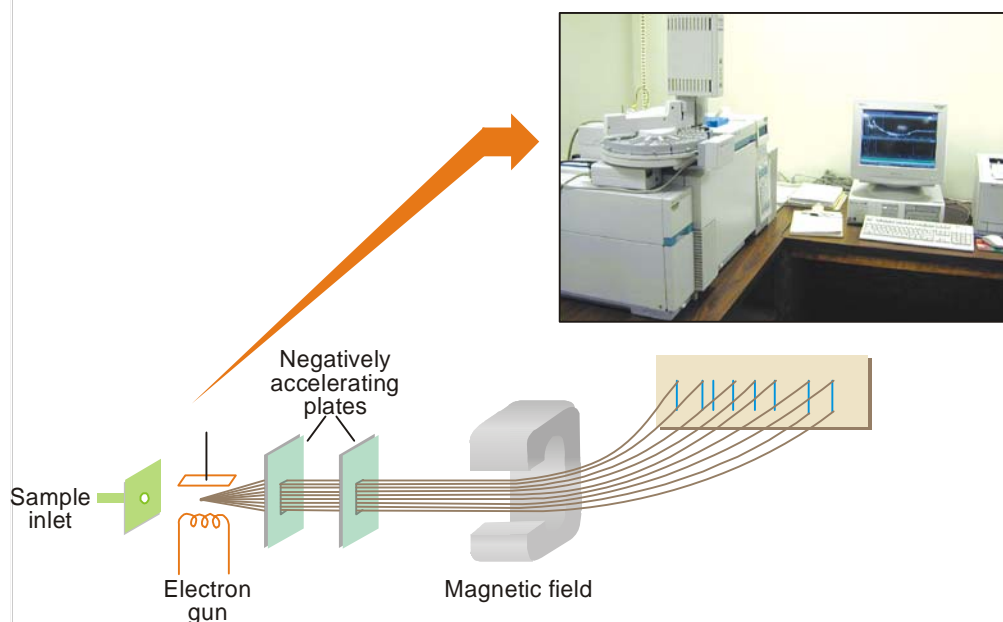 Negatively
accelerating
plates
Sample
inlet
Electron
gun
Magnetic field